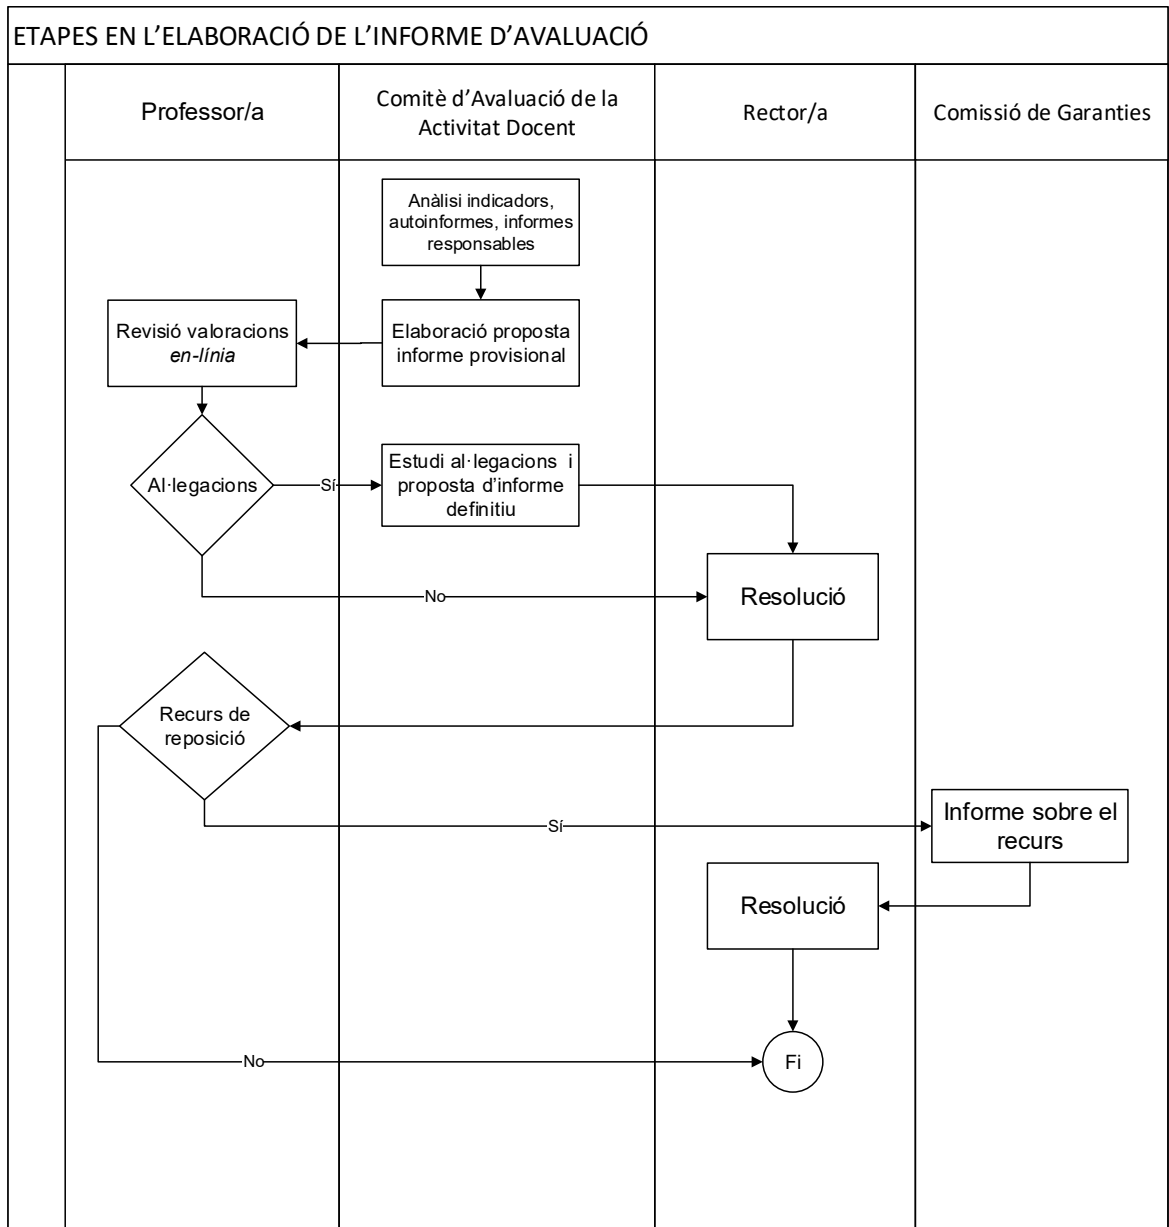 ETAPES EN L’ELABORACIÓ DE L’INFORME D’AVALUACIÓ
Professor/a
Comitè d’Avaluació de la
Activitat Docent
Rector/a
Comissió de Garanties
Anàlisi indicadors,
autoinformes, informes
responsables
Revisió valoracions
en-línia
Elaboració proposta
informe provisional
Al·legacions
Sí
Estudi al·legacions i
proposta d’informe
definitiu
No
Resolució
Recurs de
reposició
Sí
Informe sobre el
recurs
Resolució
No
Fi